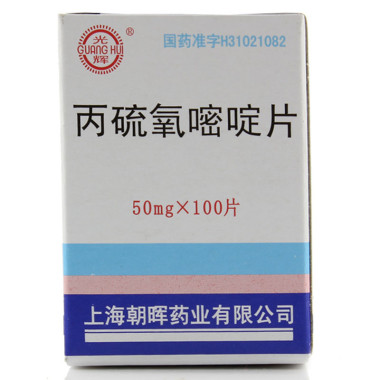 光
GUANG HUI
辉
®
国药准字H31021082
丙硫氧嘧啶片
50mg×100片
上海朝晖药业有限公司